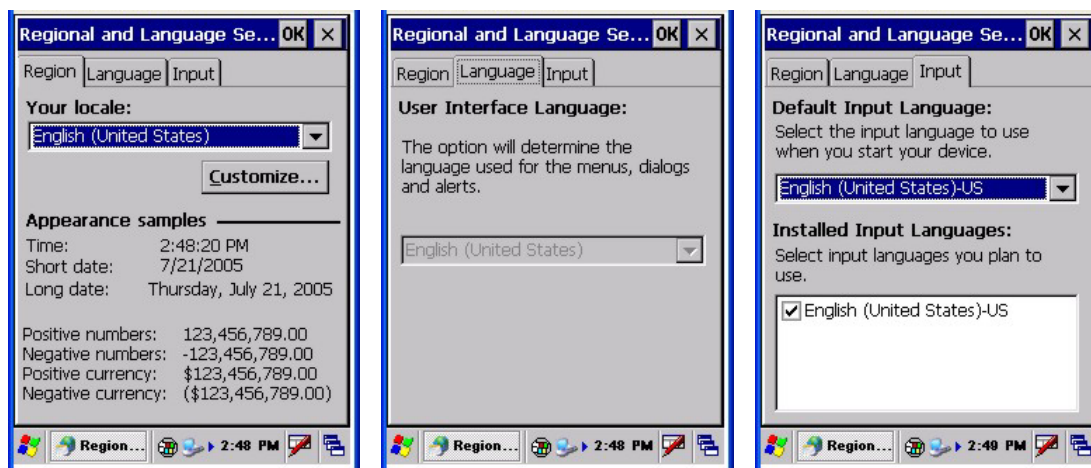 Regional and Language Se... OK ×
Region Language Input
Your locale:
English (United States)
Customize...
Appearance samples
Time: 2:48:20 PM
Short date: 7/21/2005
Long date: Thursday, July 21, 2005
Positive numbers: 123,456,789.00
Negative numbers: -123,456,789.00
Positive currency: $123,456,789.00
Negative currency: ($123,456,789.00)
Region... 2:48 PM
Regional and Language Se... OK ×
Region Language Input
User Interface Language:
The option will determine the
language used for the menus, dialogs
and alerts.
English (United States)
Region... 2:48 PM
Regional and Language Se... OK ×
Region Language Input
Default Input Language:
Select the input language to use
when you start your device.
English (United States)-US
Installed Input Languages:
Select input languages you plan to
use.
English (United States)-US
Region... 2:49 PM